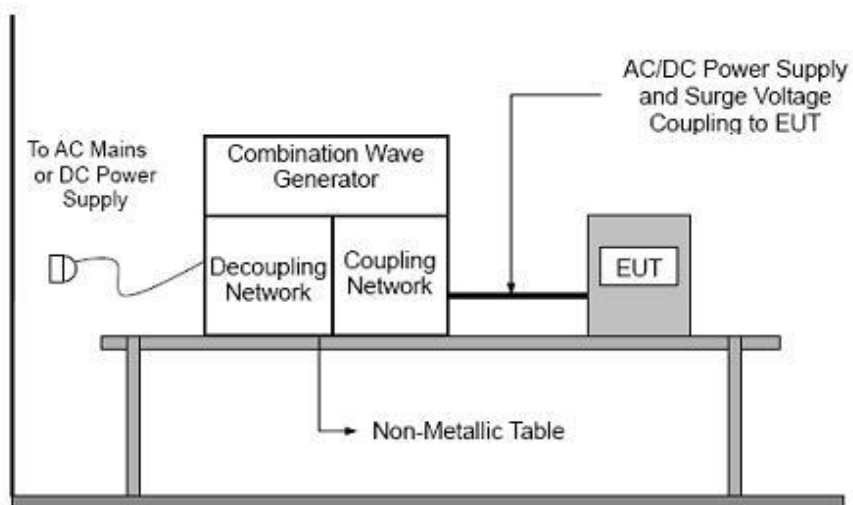 AC/DC Power Supply
and Surge Voltage
Coupling to EUT
To AC Mains
or DC Power
Supply
Combination Wave
Generator
Decoupling
Network
Coupling
Network
EUT
Non-Metallic Table